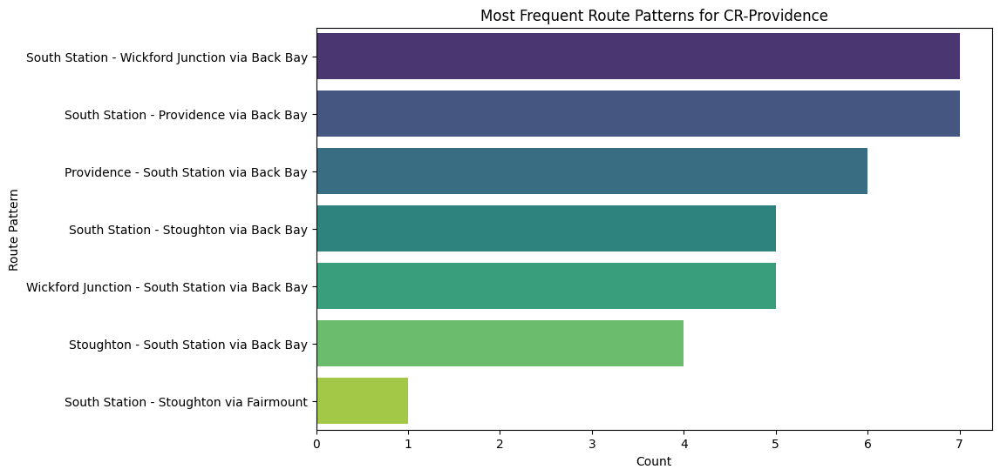 Most Frequent Route Patterns for CR-Providence
South Station - Wickford Junction via Back Bay
South Station - Providence via Back Bay
Providence - South Station via Back Bay
South Station - Stoughton via Back Bay
Wickford Junction - South Station via Back Bay
Stoughton - South Station via Back Bay
South Station - Stoughton via Fairmount
Route Pattern
0 1 2 3 4 5 6 7
Count